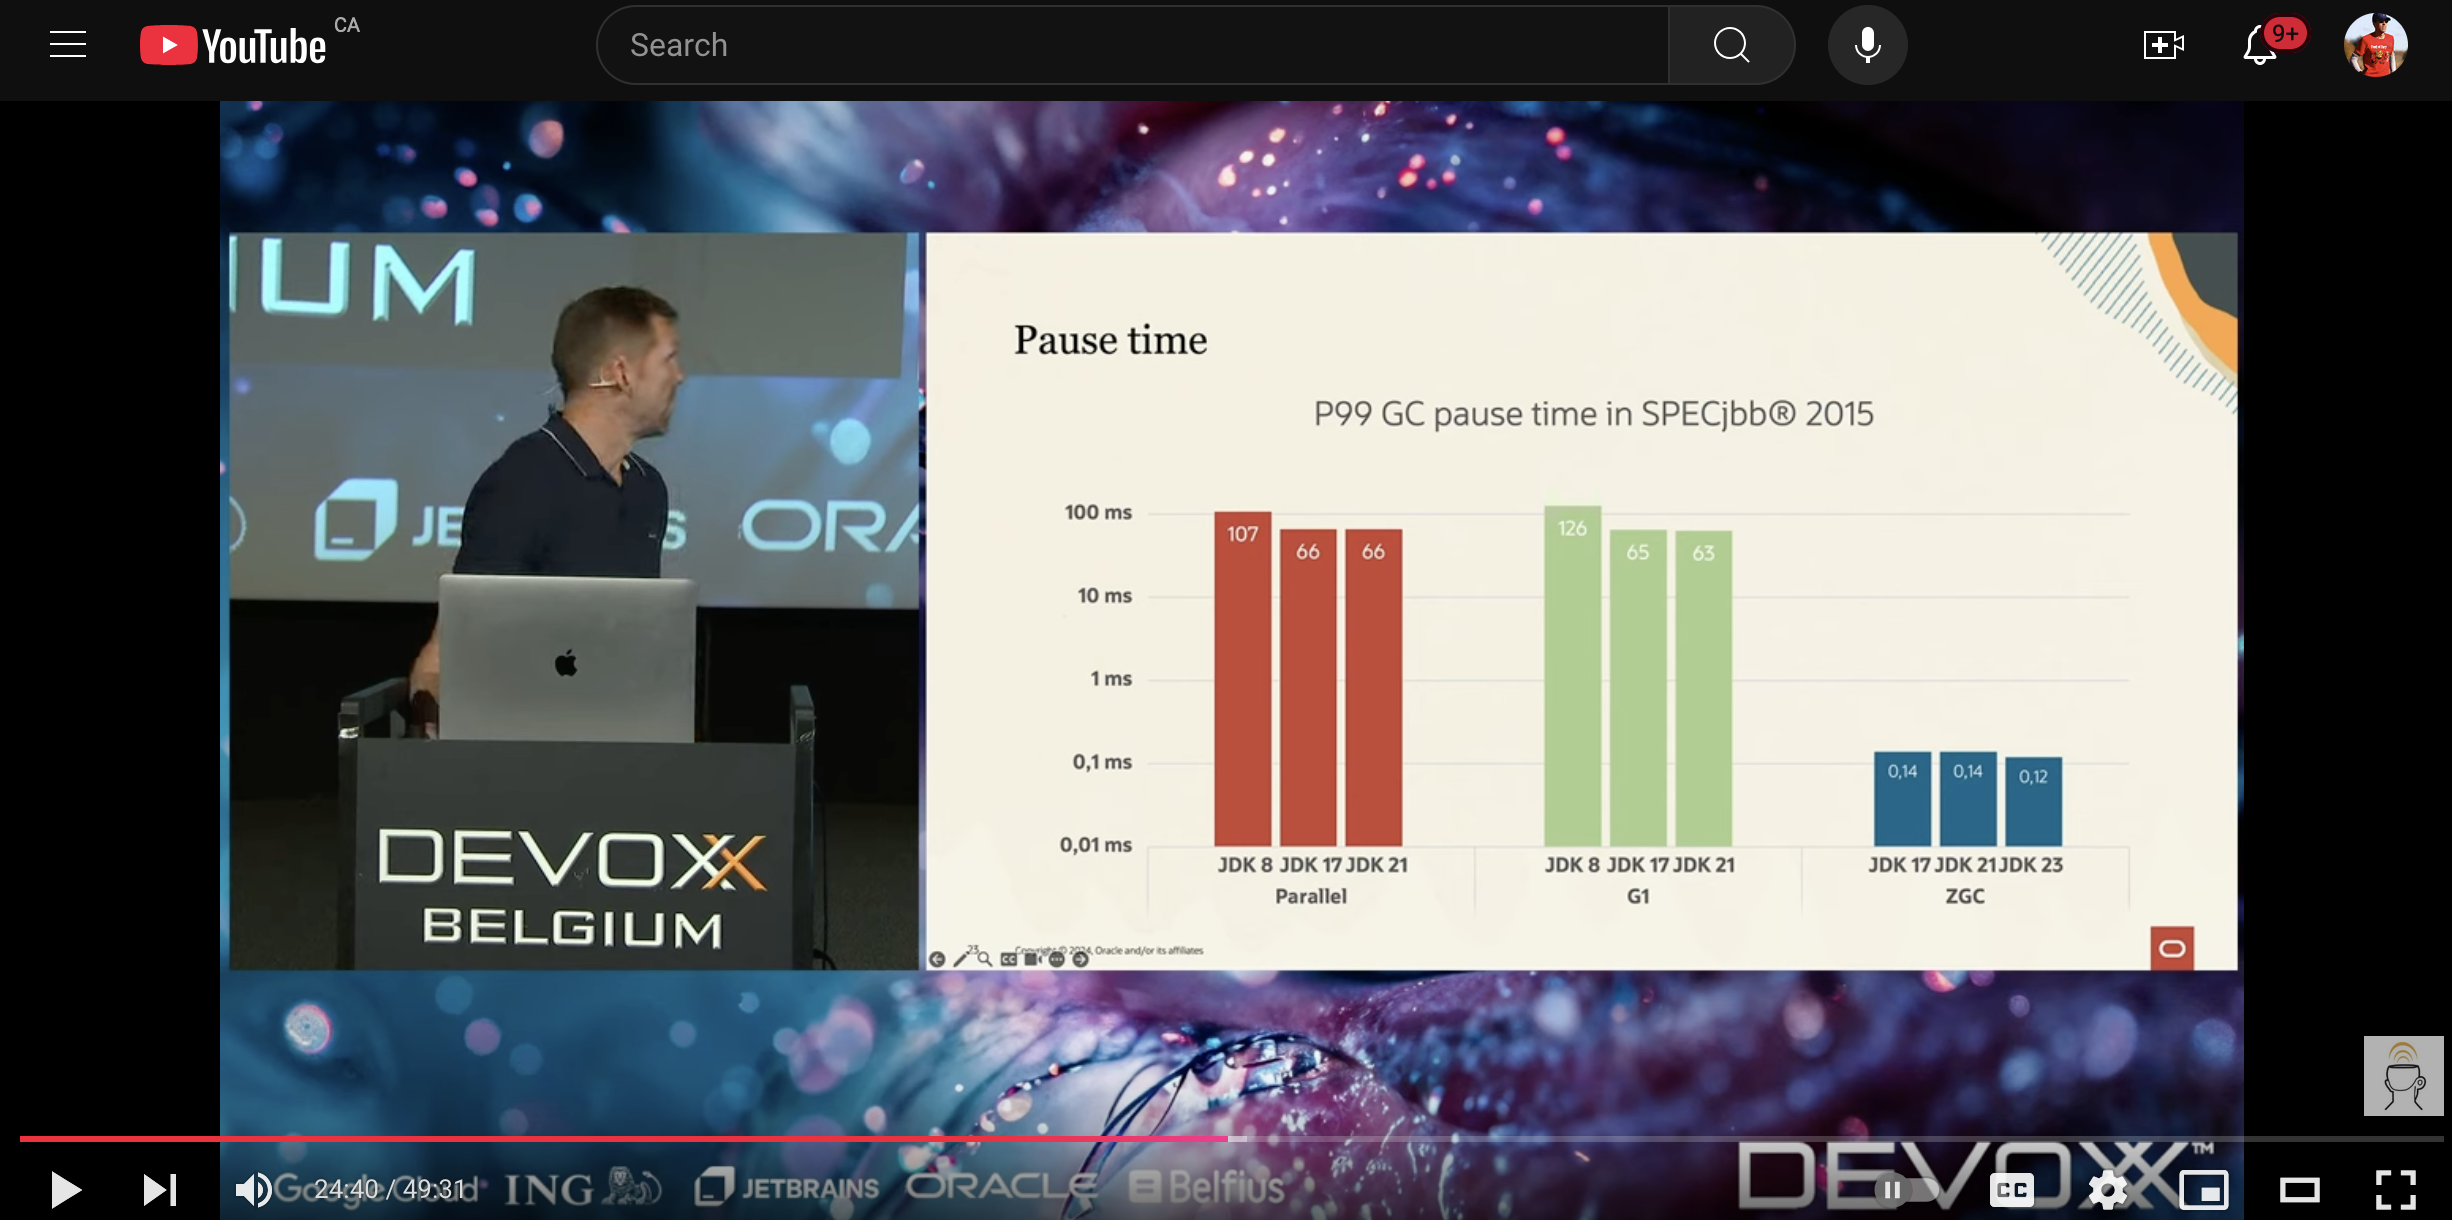 YouTube CA
Search
9+
IUM
JE S ORA
DEVOXX
BELGIUM
Pause time
P99 GC pause time in SPECjbb® 2015
100 ms
10 ms
1 ms
0,1 ms
0,01 ms
107 66 66
126 65 63
0,14 0,14 0,12
JDK 8 JDK 17 JDK 21
Parallel
JDK 8 JDK 17 JDK 21
G1
JDK 17 JDK 21 JDK 23
ZGC
23 Copyright © 2024, Oracle and/or its affiliates
CC
24:40 / 49:31
Google Cloud ING JETBRAINS ORACLE Belfius
DEVOXX™
CC